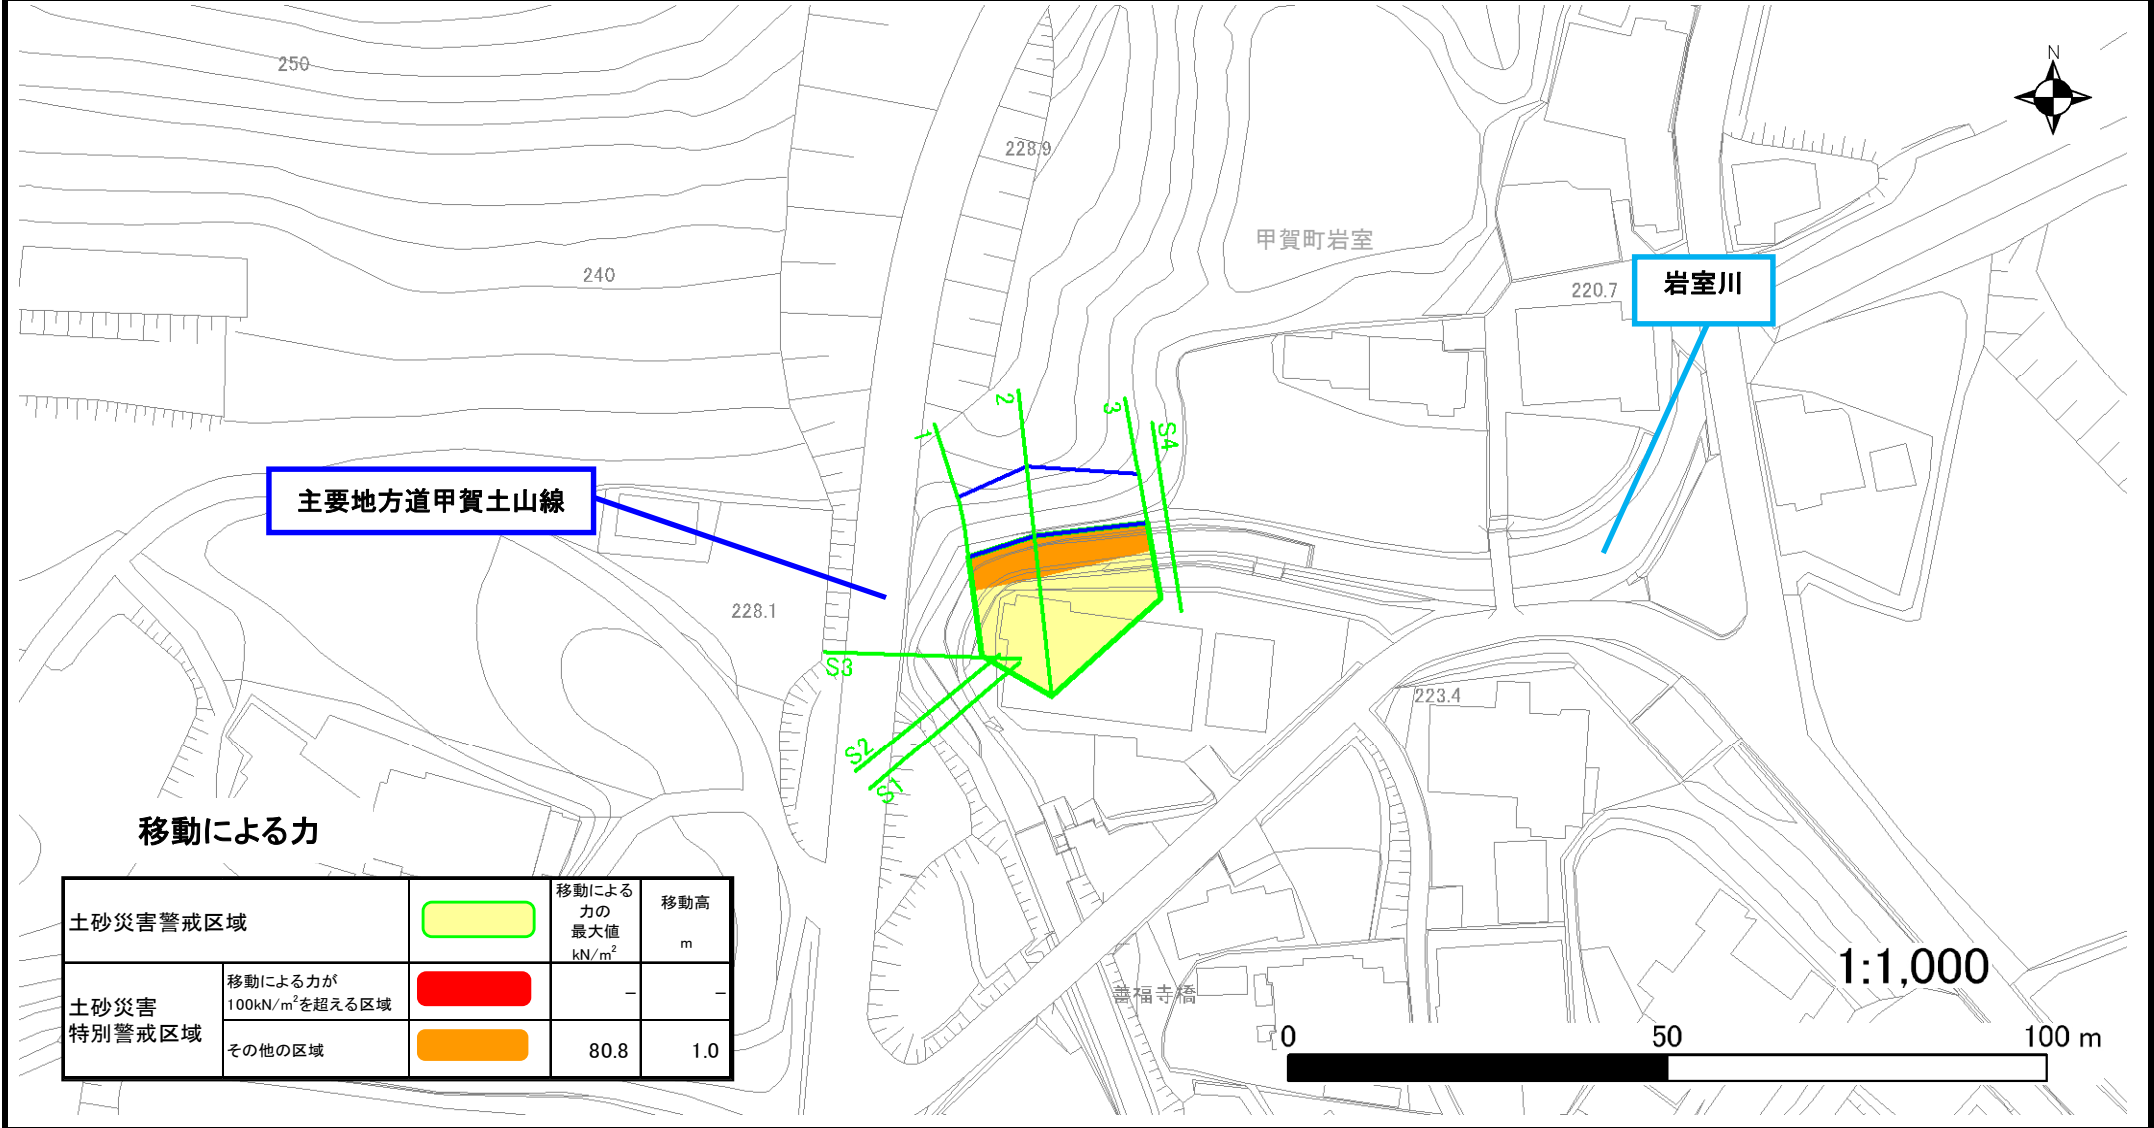 N
250
228.9
甲賀町岩室
240
220.7
岩室川
1
2
3
S4
主要地方道甲賀土山線
228.1
S3
S2
S1
223.4
善福寺橋
移動による力
土砂災害警戒区域
移動による
力の
最大値
kN/m²
移動高
m
土砂災害
特別警戒区域
移動による力が
100kN/m²を超える区域
－
－
その他の区域
80.8
1.0
1:1,000
0
50
100 m